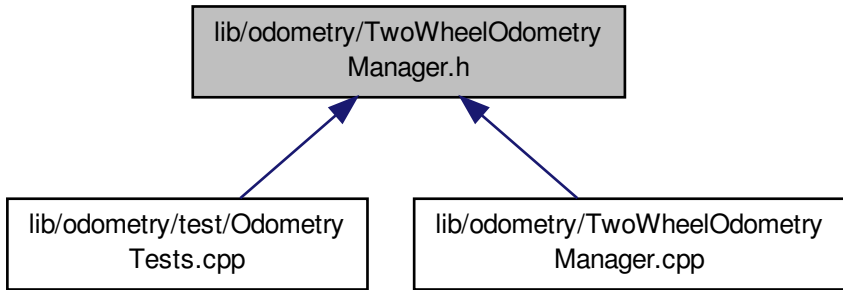 lib/odometry/TwoWheelOdometry
Manager.h
lib/odometry/test/Odometry
Tests.cpp
lib/odometry/TwoWheelOdometry
Manager.cpp